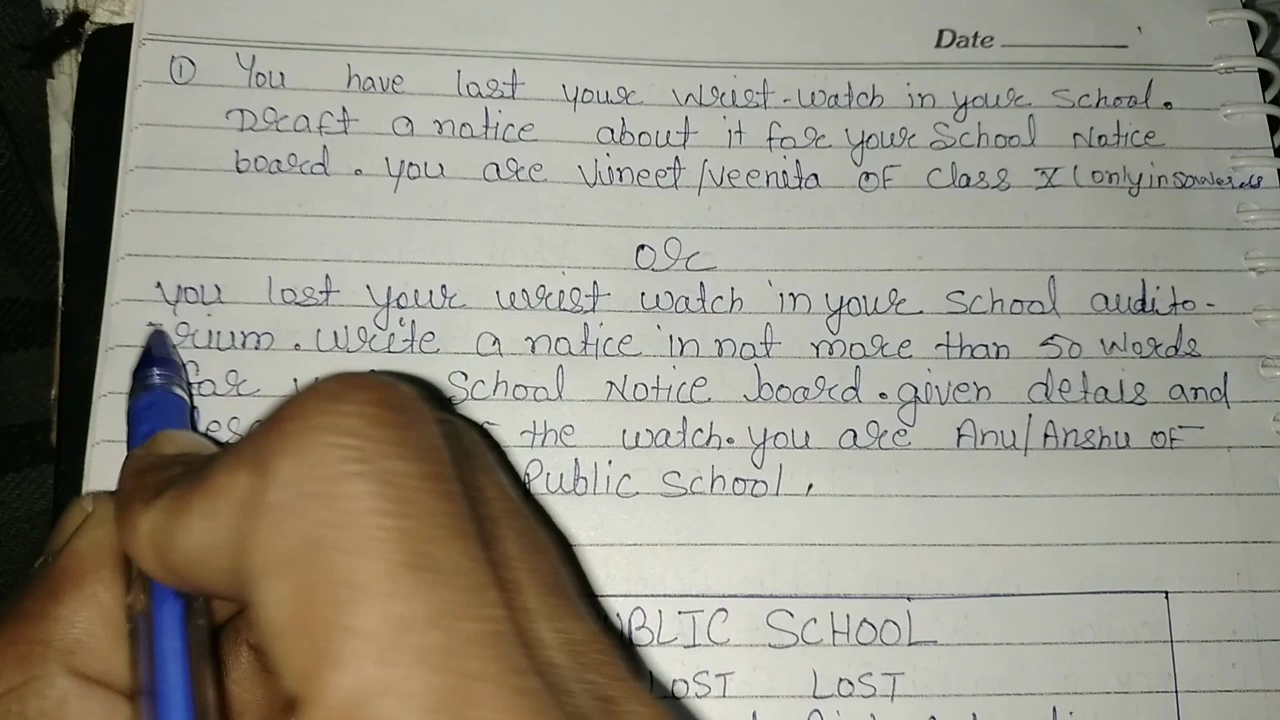 Date
① You have last your wrist-watch in your school.
Draft a notice about it for your School Notice
board. you are Vineet/Veenita OF Class X (only in 50 words
OR
you lost your wrist watch in your school audito-
rium. write a notice in not more than 50 words
for School Notice board. given detais and
the watch. you are Anu/Anshu OF
Public School.
PUBLIC SCHOOL
LOST LOST